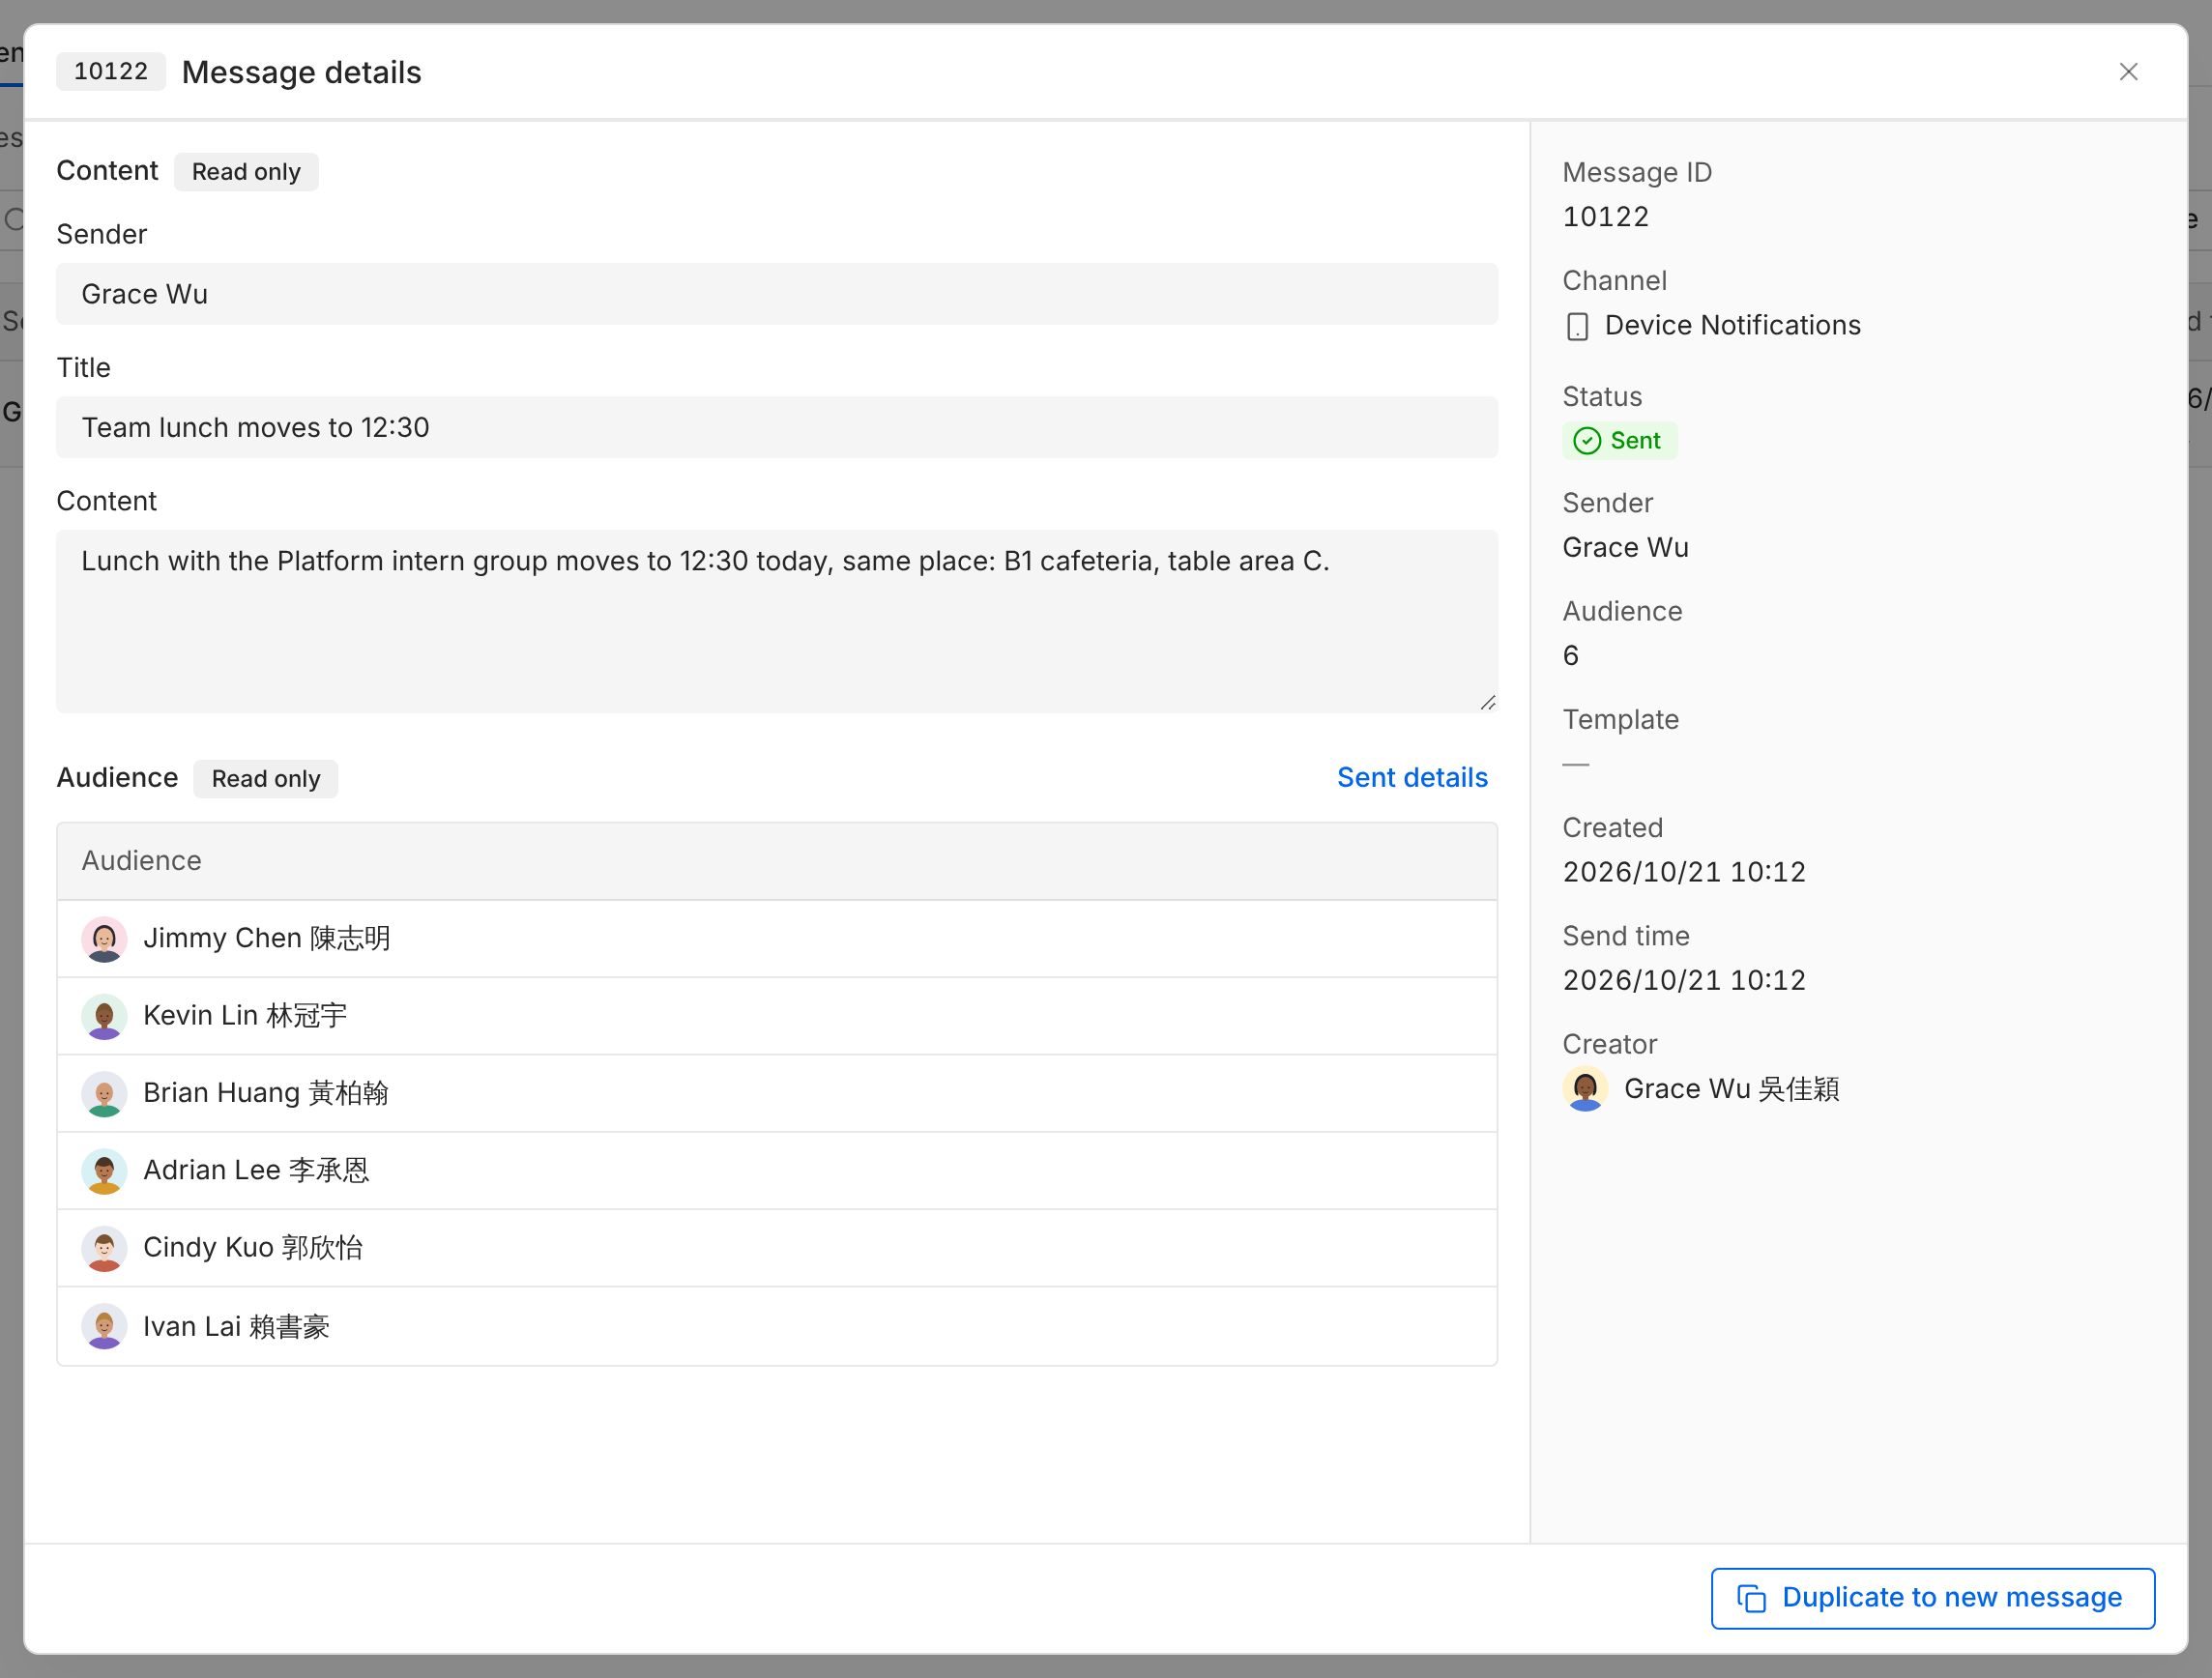 10122 Message details
Content Read only
Sender
Grace Wu
Title
Team lunch moves to 12:30
Content
Lunch with the Platform intern group moves to 12:30 today, same place: B1 cafeteria, table area C.
Audience Read only Sent details
Audience
Jimmy Chen 陳志明
Kevin Lin 林冠宇
Brian Huang 黃柏翰
Adrian Lee 李承恩
Cindy Kuo 郭欣怡
Ivan Lai 賴書豪
Message ID
10122
Channel
Device Notifications
Status
Sent
Sender
Grace Wu
Audience
6
Template
—
Created
2026/10/21 10:12
Send time
2026/10/21 10:12
Creator
Grace Wu 吳佳穎
Duplicate to new message